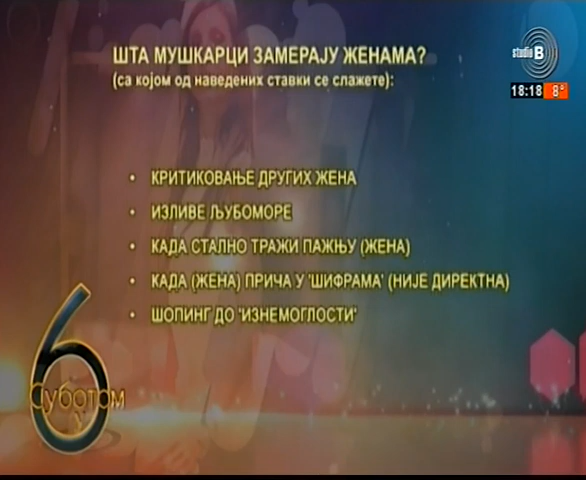 ШТА МУШКАРЦИ ЗАМЕРАЈУ ЖЕНАМА?
(са којом од наведених ставки се слажете):
studio B
18:18 8°
• КРИТИКОВАЊЕ ДРУГИХ ЖЕНА
• ИЗЛИВЕ ЉУБОМОРЕ
• КАДА СТАЛНО ТРАЖИ ПАЖЊУ (ЖЕНА)
• КАДА (ЖЕНА) ПРИЧА У 'ШИФРАМА' (НИЈЕ ДИРЕКТНА)
• ШОПИНГ ДО 'ИЗНЕМОГЛОСТИ'
6
Суботом
у